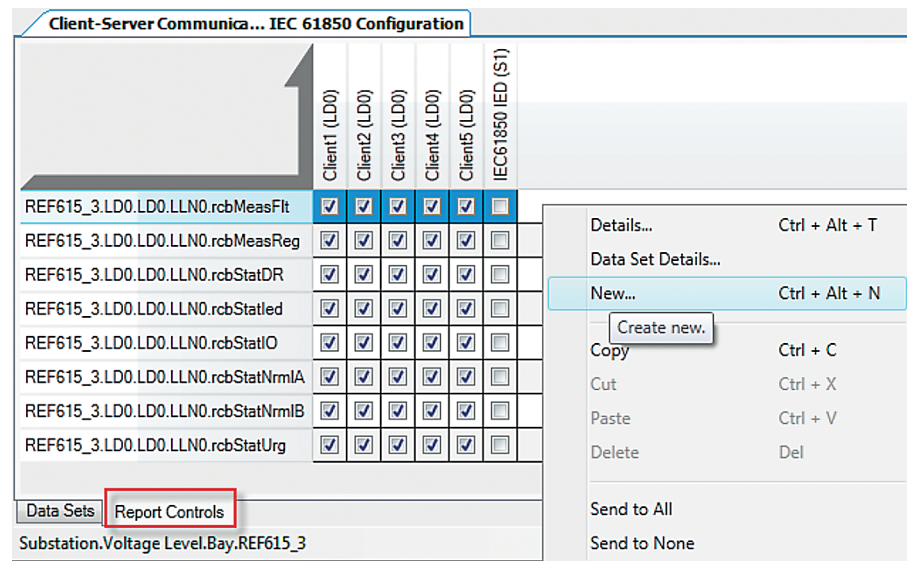 Client-Server Communica... IEC 61850 Configuration
Client1 (LD0)
Client2 (LD0)
Client3 (LD0)
Client4 (LD0)
Client5 (LD0)
IEC61850 IED (S1)
REF615_3.LD0.LD0.LLN0.rcbMeasFlt
REF615_3.LD0.LD0.LLN0.rcbMeasReg
REF615_3.LD0.LD0.LLN0.rcbStatDR
REF615_3.LD0.LD0.LLN0.rcbStatled
REF615_3.LD0.LD0.LLN0.rcbStatIO
REF615_3.LD0.LD0.LLN0.rcbStatNrmlA
REF615_3.LD0.LD0.LLN0.rcbStatNrmlB
REF615_3.LD0.LD0.LLN0.rcbStatUrg
Details... Ctrl + Alt + T
Data Set Details...
New... Ctrl + Alt + N
Create new.
Copy Ctrl + C
Cut Ctrl + X
Paste Ctrl + V
Delete Del
Send to All
Send to None
Data Sets Report Controls
Substation.Voltage Level.Bay.REF615_3